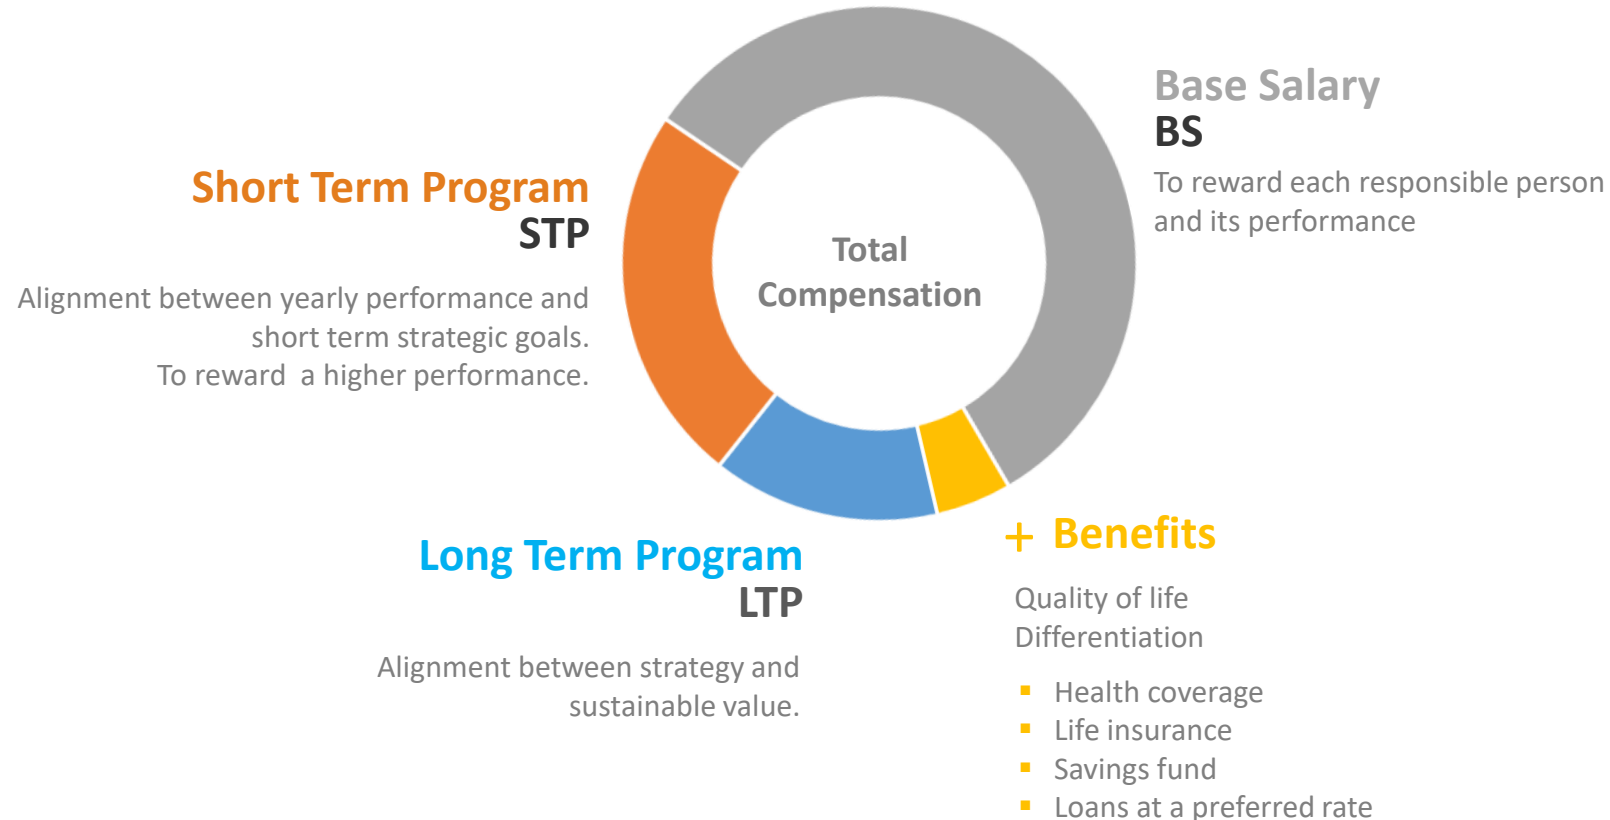 Base Salary
BS
To reward each responsible person
and its performance
Short Term Program
STP
Alignment between yearly performance and
short term strategic goals.
To reward  a higher performance.
Total
Compensation
Long Term Program
LTP
Alignment between strategy and
sustainable value.
+ Benefits
Quality of life
Differentiation
▪ Health coverage
▪ Life insurance
▪ Savings fund
▪ Loans at a preferred rate